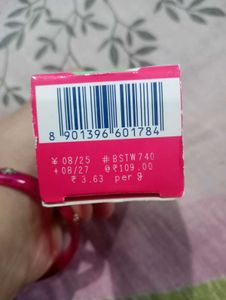 8 901396 601784
¥ 08/25 #BSTW740
+ 08/27 @₹109.00
₹ 3.63 per g